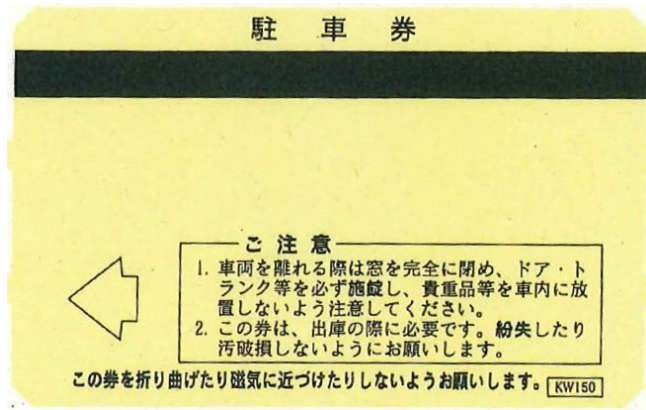 駐車券
ご注意
1. 車両を離れる際は窓を完全に閉め、ドア・ト
ランク等を必ず施錠し、貴重品等を車内に放
置しないよう注意してください。
2. この券は、出庫の際に必要です。紛失したり
汚破損しないようにお願いします。
この券を折り曲げたり磁気に近づけたりしないようお願いします。 KW150